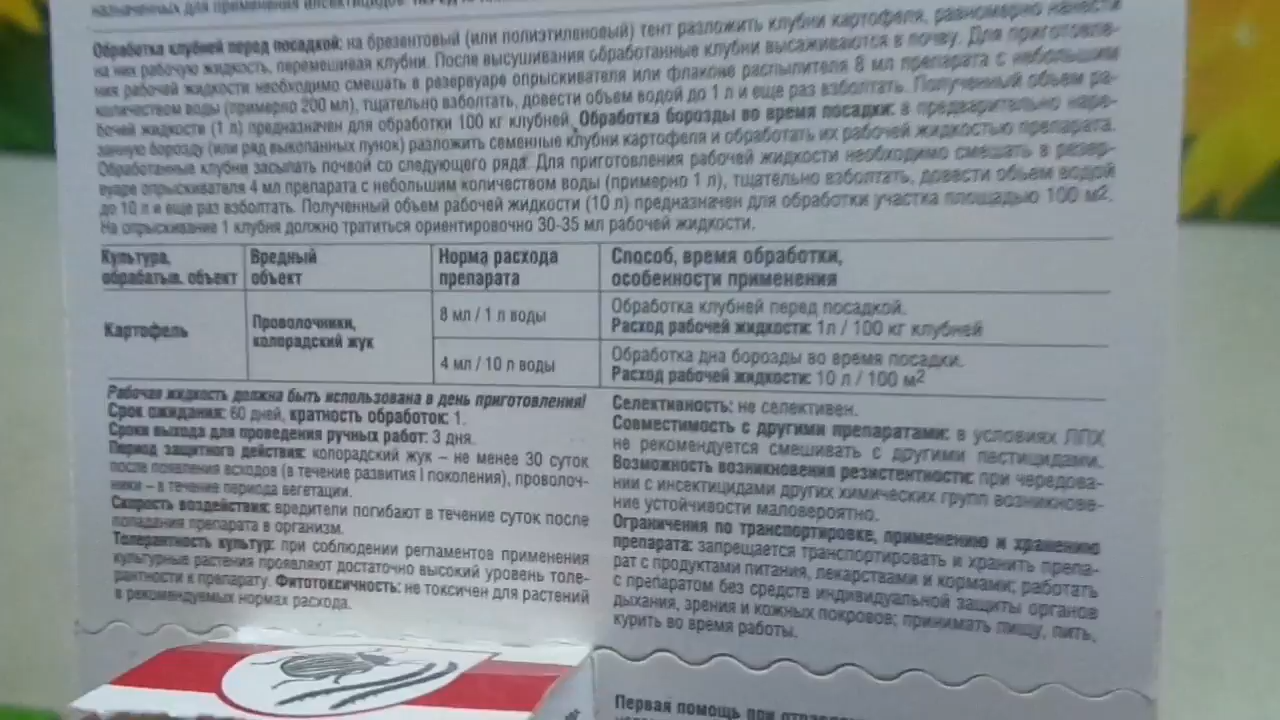 назначенных для применения инсектицидов.
Обработка клубней перед посадкой: на брезентовый (или полиэтиленовый) тент разложить клубни картофеля, равномерно нанести
на них рабочую жидкость, перемешивая клубни. После высушивания обработанные клубни высаживаются в почву. Для приготовле-
ния рабочей жидкости необходимо смешать в резервуаре опрыскивателя или флаконе распылителя 8 мл препарата с небольшим
количеством воды (примерно 200 мл), тщательно взболтать, довести объем водой до 1 л и еще раз взболтать. Полученный объем ра-
бочей жидкости (1 л) предназначен для обработки 100 кг клубней. Обработка борозды во время посадки: в предварительно наре-
занную борозду (или ряд выкопанных лунок) разложить семенные клубни картофеля и обработать их рабочей жидкостью препарата.
Обработанные клубни засыпать почвой со следующего ряда. Для приготовления рабочей жидкости необходимо смешать в резер-
вуаре опрыскивателя 4 мл препарата с небольшим количеством воды (примерно 1 л), тщательно взболтать, довести объем водой
до 10 л и еще раз взболтать. Полученный объем рабочей жидкости (10 л) предназначен для обработки участка площадью 100 м².
На опрыскивание 1 клубня должно тратиться ориентировочно 30-35 мл рабочей жидкости.
Культура, обрабатыв. объект
Вредный объект
Норма расхода препарата
Способ, время обработки, особенности применения
Картофель
Проволочники, колорадский жук
8 мл / 1 л воды
Обработка клубней перед посадкой.
Расход рабочей жидкости: 1л / 100 кг клубней
4 мл / 10 л воды
Обработка дна борозды во время посадки.
Расход рабочей жидкости: 10 л / 100 м²
Рабочая жидкость должна быть использована в день приготовления!
Срок ожидания: 60 дней, кратность обработок: 1.
Сроки выхода для проведения ручных работ: 3 дня.
Период защитного действия: колорадский жук – не менее 30 суток
после появления всходов (в течение развития I поколения), проволоч-
ники – в течение периода вегетации.
Скорость воздействия: вредители погибают в течение суток после
попадания препарата в организм.
Толерантность культур: при соблюдении регламентов применения
культурные растения проявляют достаточно высокий уровень толе-
рантности к препарату. Фитотоксичность: не токсичен для растений
в рекомендуемых нормах расхода.
Селективность: не селективен.
Совместимость с другими препаратами: в условиях ЛПХ
не рекомендуется смешивать с другими пестицидами.
Возможность возникновения резистентности: при чередова-
нии с инсектицидами других химических групп возникнове-
ние устойчивости маловероятно.
Ограничения по транспортировке, применению и хранению
препарата: запрещается транспортировать и хранить препа-
рат с продуктами питания, лекарствами и кормами; работать
с препаратом без средств индивидуальной защиты органов
дыхания, зрения и кожных покровов; принимать пищу, пить,
курить во время работы.
Первая помощь при